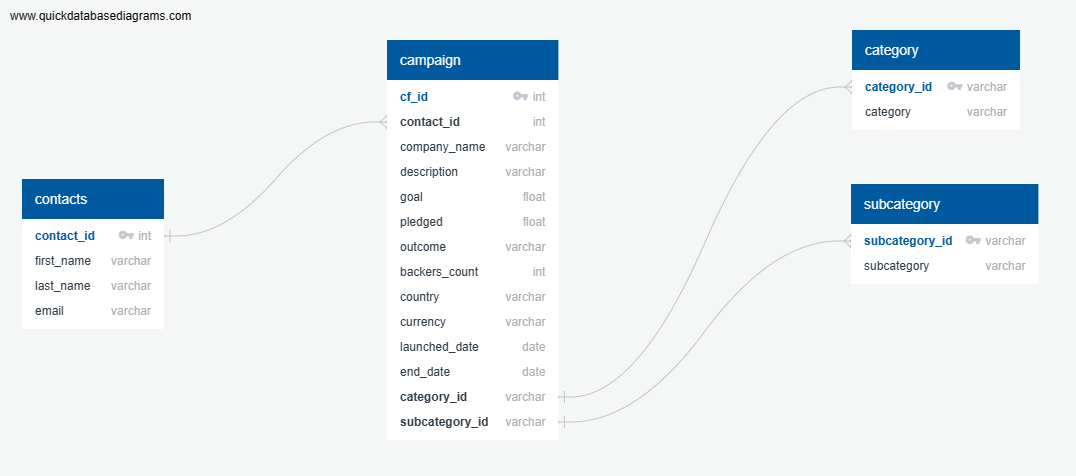 www.quickdatabasediagrams.com
contacts
contact_id int
first_name varchar
last_name varchar
email varchar
campaign
cf_id int
contact_id int
company_name varchar
description varchar
goal float
pledged float
outcome varchar
backers_count int
country varchar
currency varchar
launched_date date
end_date date
category_id varchar
subcategory_id varchar
category
category_id varchar
category varchar
subcategory
subcategory_id varchar
subcategory varchar